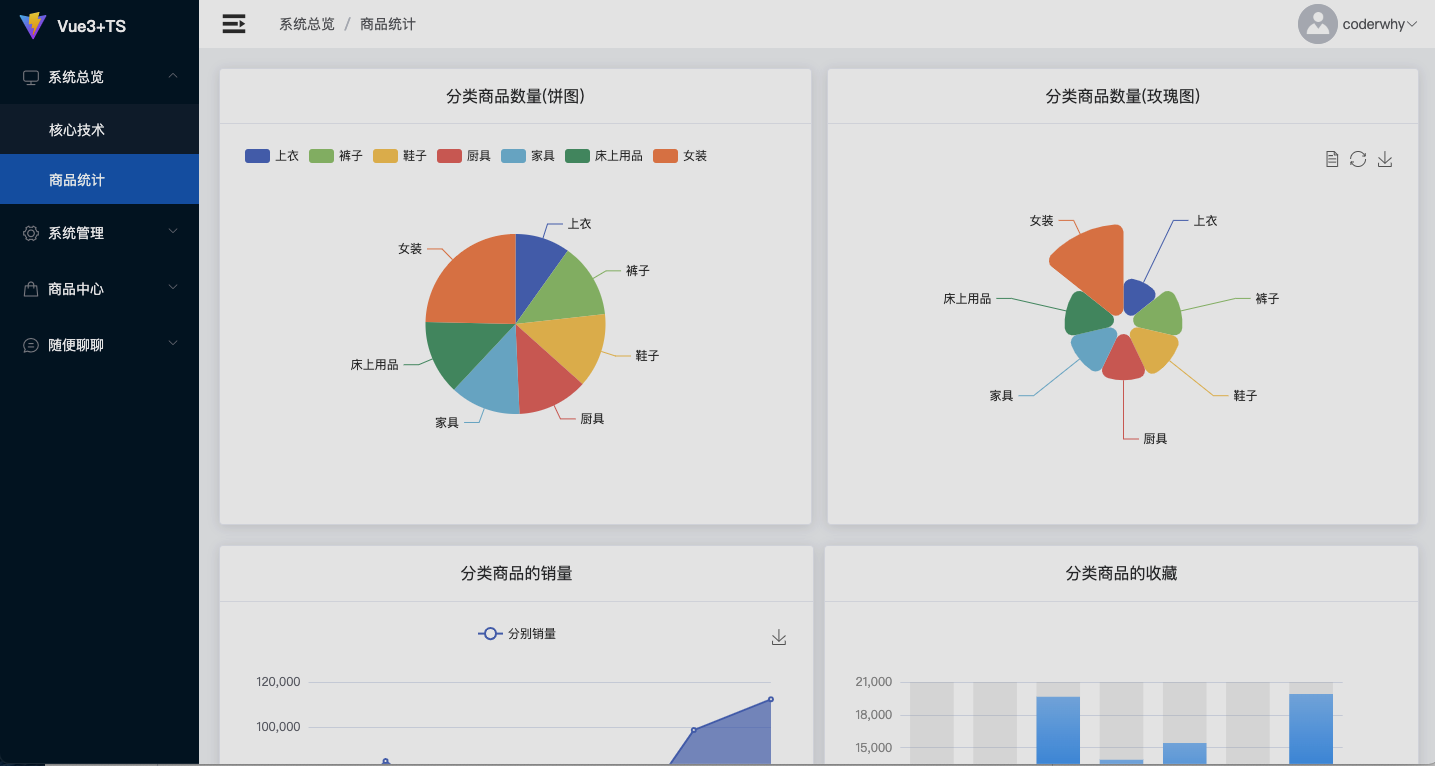 Vue3+TS
系统总览
核心技术
商品统计
系统管理
商品中心
随便聊聊
系统总览 / 商品统计
coderwhy
分类商品数量(饼图)
上衣 裤子 鞋子 厨具 家具 床上用品 女装
上衣
女装
裤子
鞋子
床上用品
厨具
家具
分类商品数量(玫瑰图)
女装
上衣
床上用品
裤子
家具
鞋子
厨具
分类商品的销量
分别销量
120,000
100,000
分类商品的收藏
21,000
18,000
15,000